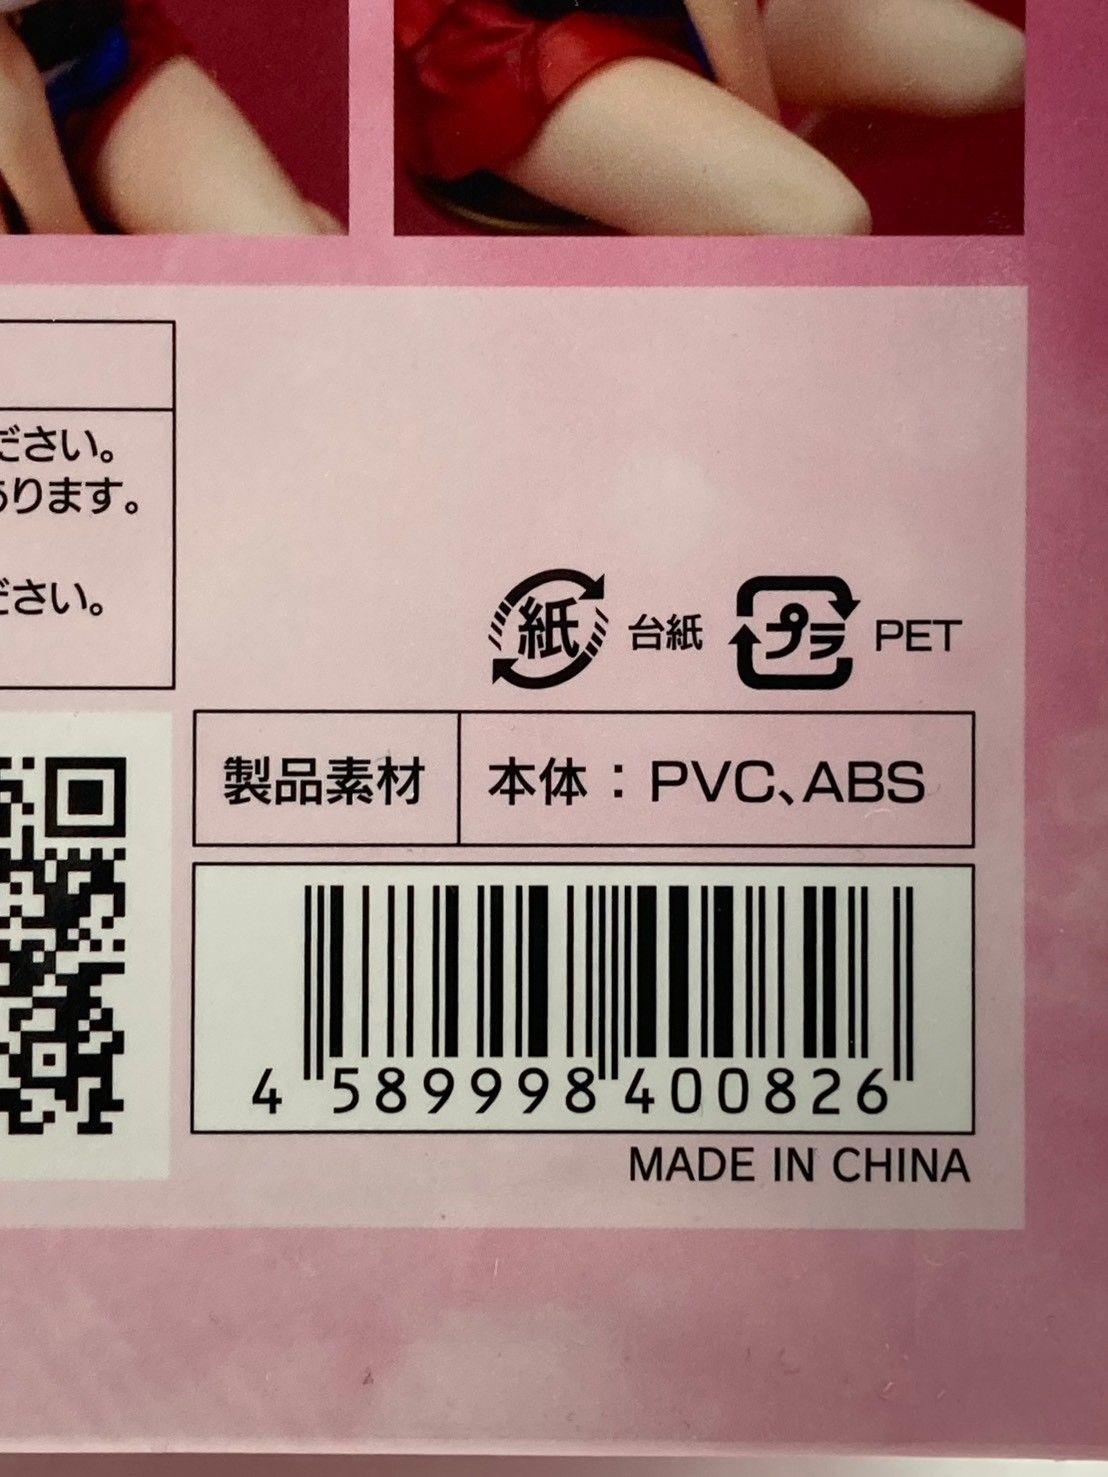 ださい。
あります。
ださい。
紙 台紙 プラ PET
製品素材 本体：PVC、ABS
4 589998 400826
MADE IN CHINA